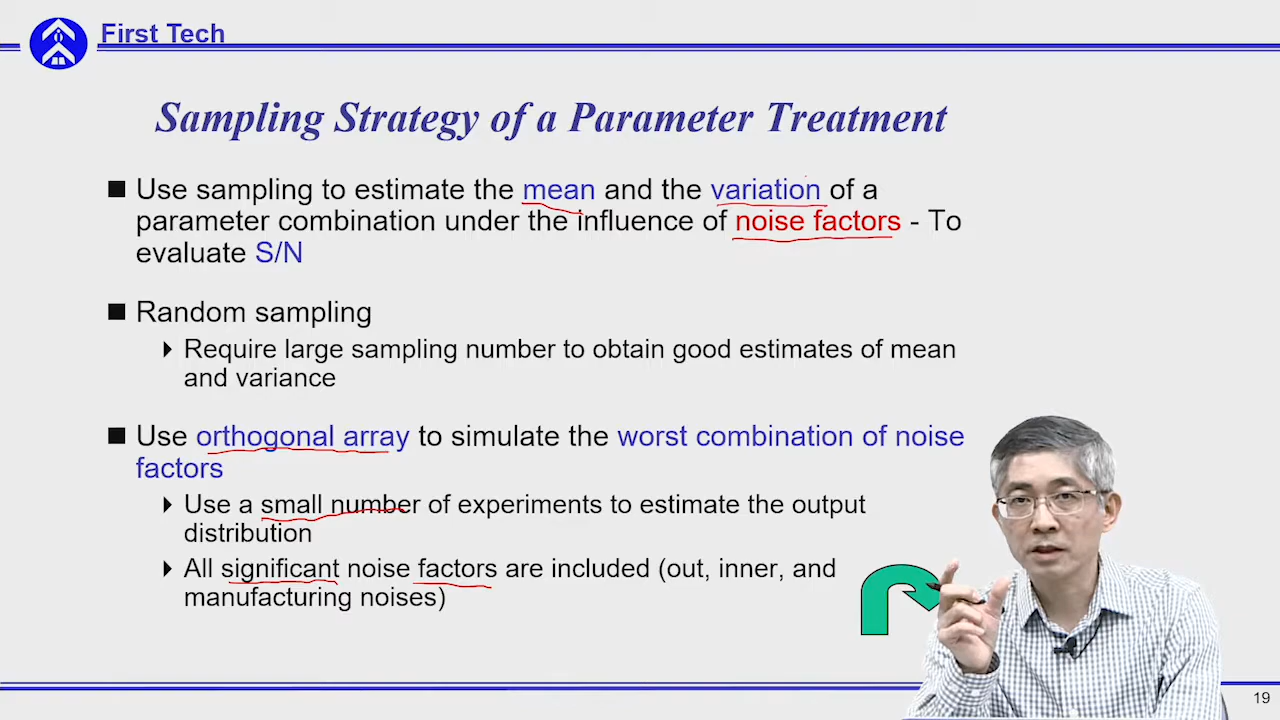 First Tech
Sampling Strategy of a Parameter Treatment
Use sampling to estimate the mean and the variation of a
parameter combination under the influence of noise factors - To
evaluate S/N
Random sampling
Require large sampling number to obtain good estimates of mean
and variance
Use orthogonal array to simulate the worst combination of noise
factors
Use a small number of experiments to estimate the output
distribution
All significant noise factors are included (out, inner, and
manufacturing noises)
19